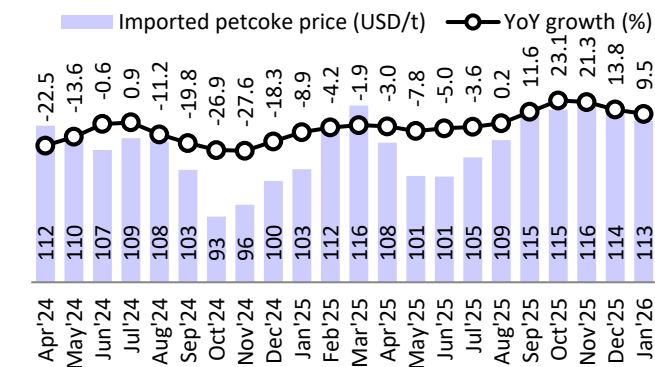 Imported petcoke price (USD/t) YoY growth (%)
-22.5 -13.6 -0.6 0.9 -11.2 -19.8 -26.9 -27.6 -18.3 -8.9 -4.2 -1.9 -3.0 -7.8 -5.0 -3.6 0.2 11.6 23.1 21.3 13.8 9.5
112 110 107 109 108 103 93 96 100 103 112 116 108 101 101 105 109 115 115 116 114 113
Apr'24 May'24 Jun'24 Jul'24 Aug'24 Sep'24 Oct'24 Nov'24 Dec'24 Jan'25 Feb'25 Mar'25 Apr'25 May'25 Jun'25 Jul'25 Aug'25 Sep'25 Oct'25 Nov'25 Dec'25 Jan'26